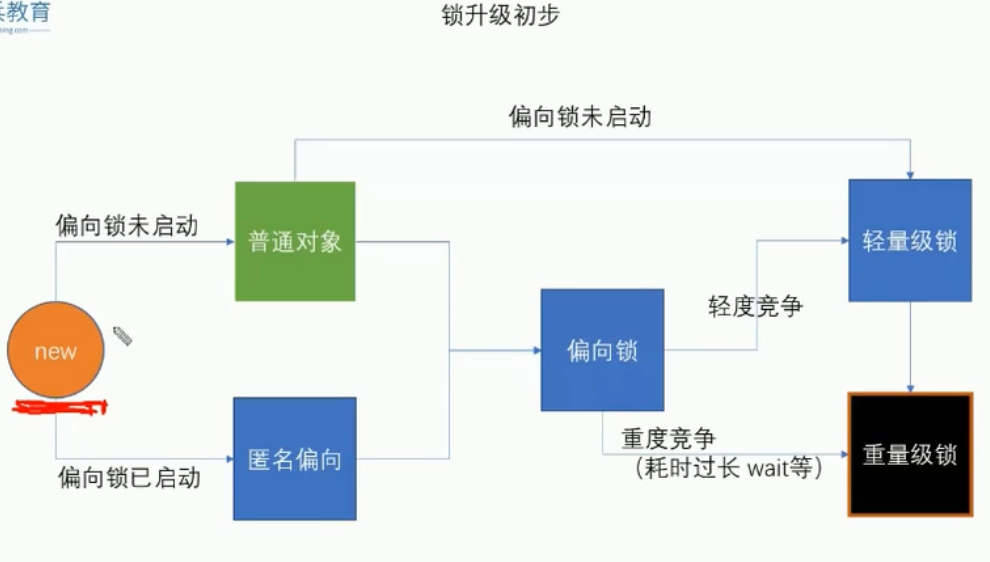 教育
锁升级初步
偏向锁未启动
偏向锁未启动
普通对象
轻量级锁
轻度竞争
new
偏向锁
重度竞争
（耗时过长 wait等）
匿名偏向
重量级锁
偏向锁已启动